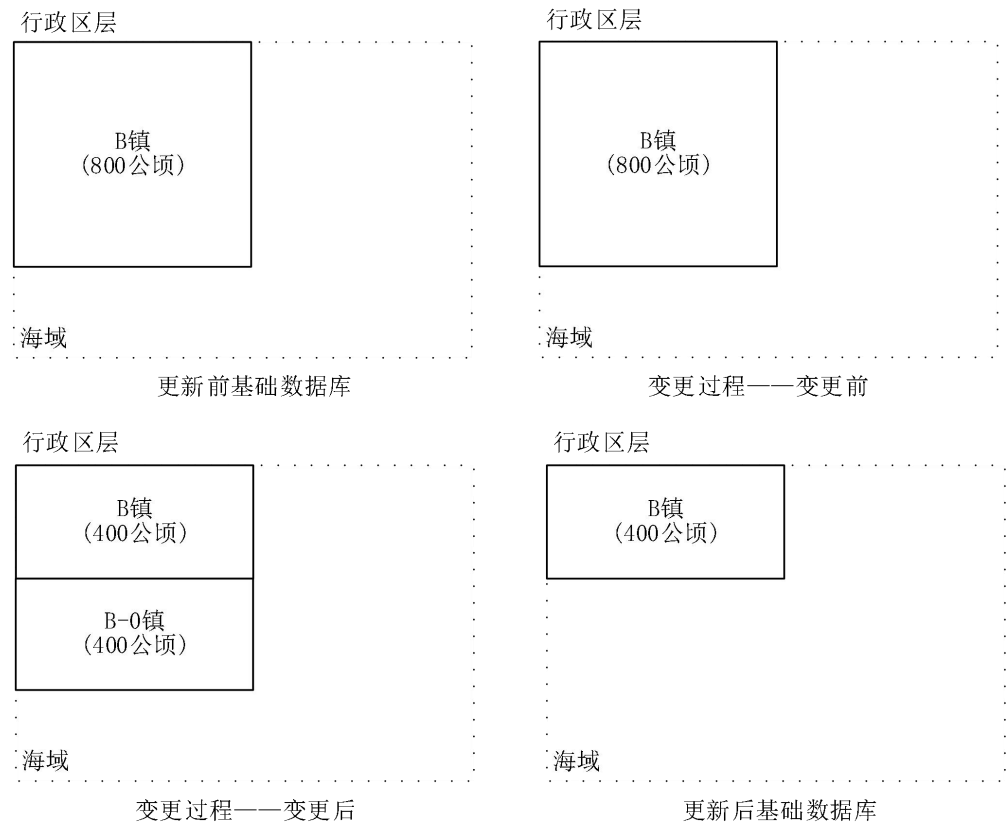 行政区层
B镇
(800公顷)
海域
更新前基础数据库
行政区层
B镇
(800公顷)
海域
变更过程——变更前
行政区层
B镇
(400公顷)
B-0镇
(400公顷)
海域
变更过程——变更后
行政区层
B镇
(400公顷)
海域
更新后基础数据库